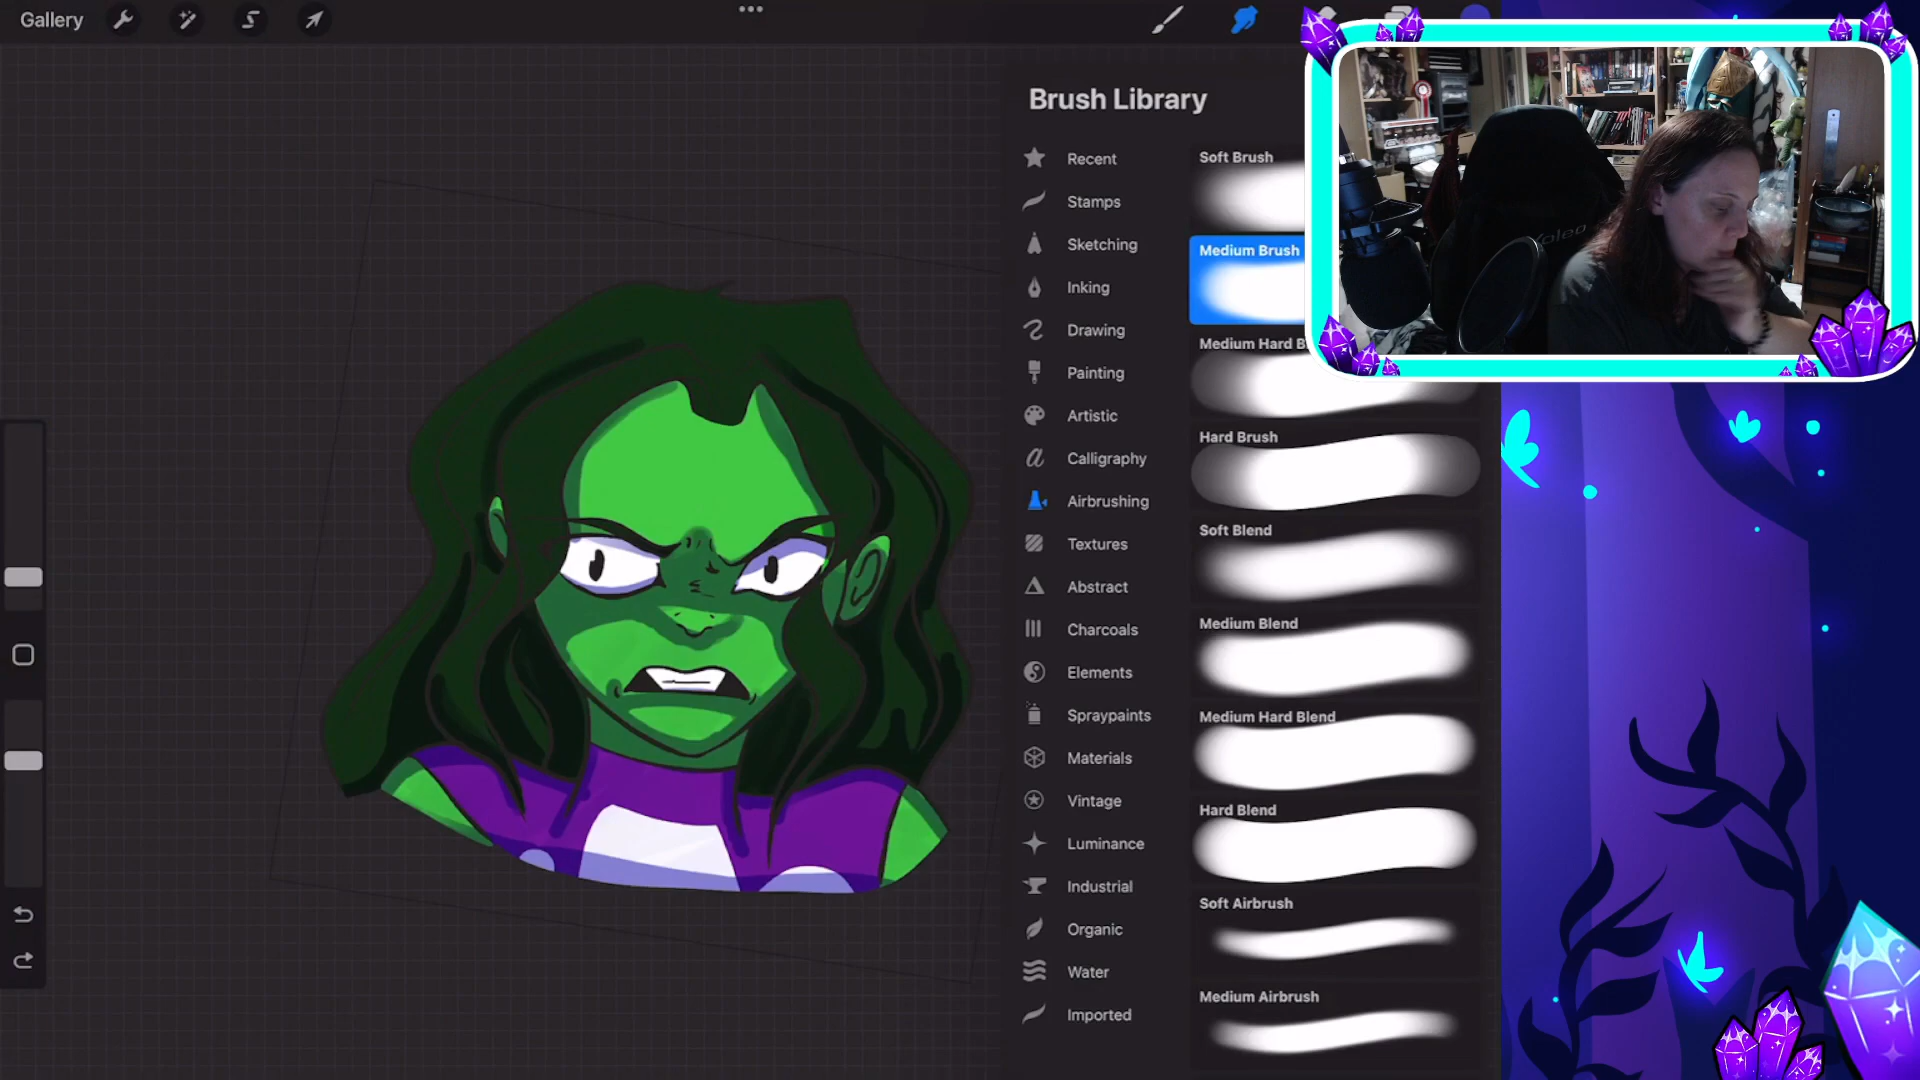 Gallery
Brush Library
Recent
Stamps
Sketching
Inking
Drawing
Painting
Artistic
Calligraphy
Airbrushing
Textures
Abstract
Charcoals
Elements
Spraypaints
Materials
Vintage
Luminance
Industrial
Organic
Water
Imported
Soft Brush
Medium Brush
Medium Hard B
Hard Brush
Soft Blend
Medium Blend
Medium Hard Blend
Hard Blend
Soft Airbrush
Medium Airbrush